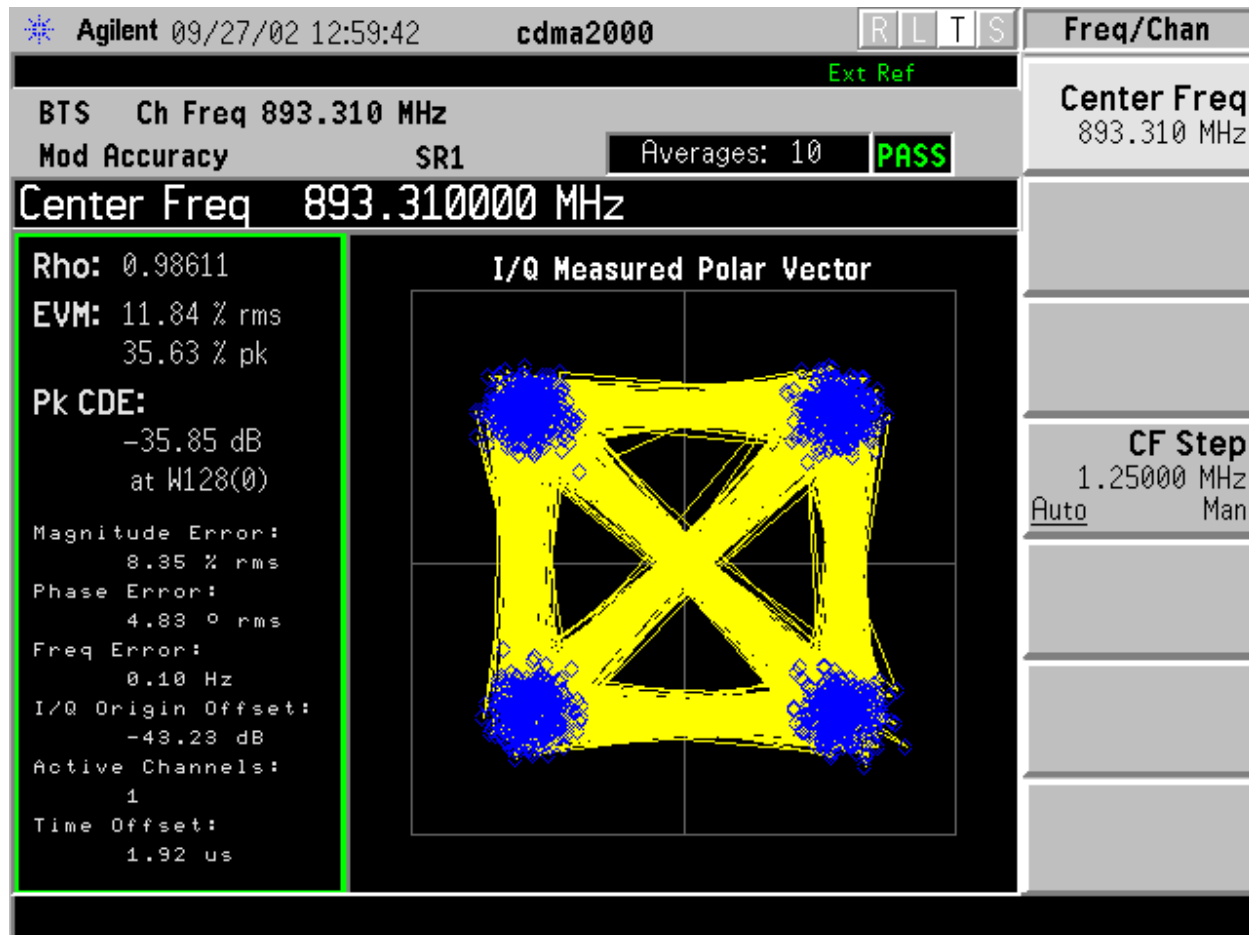 Agilent 09/27/02 12:59:42 cdma2000 R L T S Freq/Chan
Ext Ref
BTS Ch Freq 893.310 MHz
Mod Accuracy SR1 Averages: 10 PASS
Center Freq 893.310000 MHz
Rho: 0.98611
EVM: 11.84 % rms
35.63 % pk
Pk CDE:
-35.85 dB
at W128(0)
Magnitude Error:
8.35 % rms
Phase Error:
4.83 º rms
Freq Error:
0.10 Hz
I/Q Origin Offset:
-43.23 dB
Active Channels:
1
Time Offset:
1.92 us
I/Q Measured Polar Vector
Center Freq
893.310 MHz
CF Step
1.25000 MHz
Auto Man